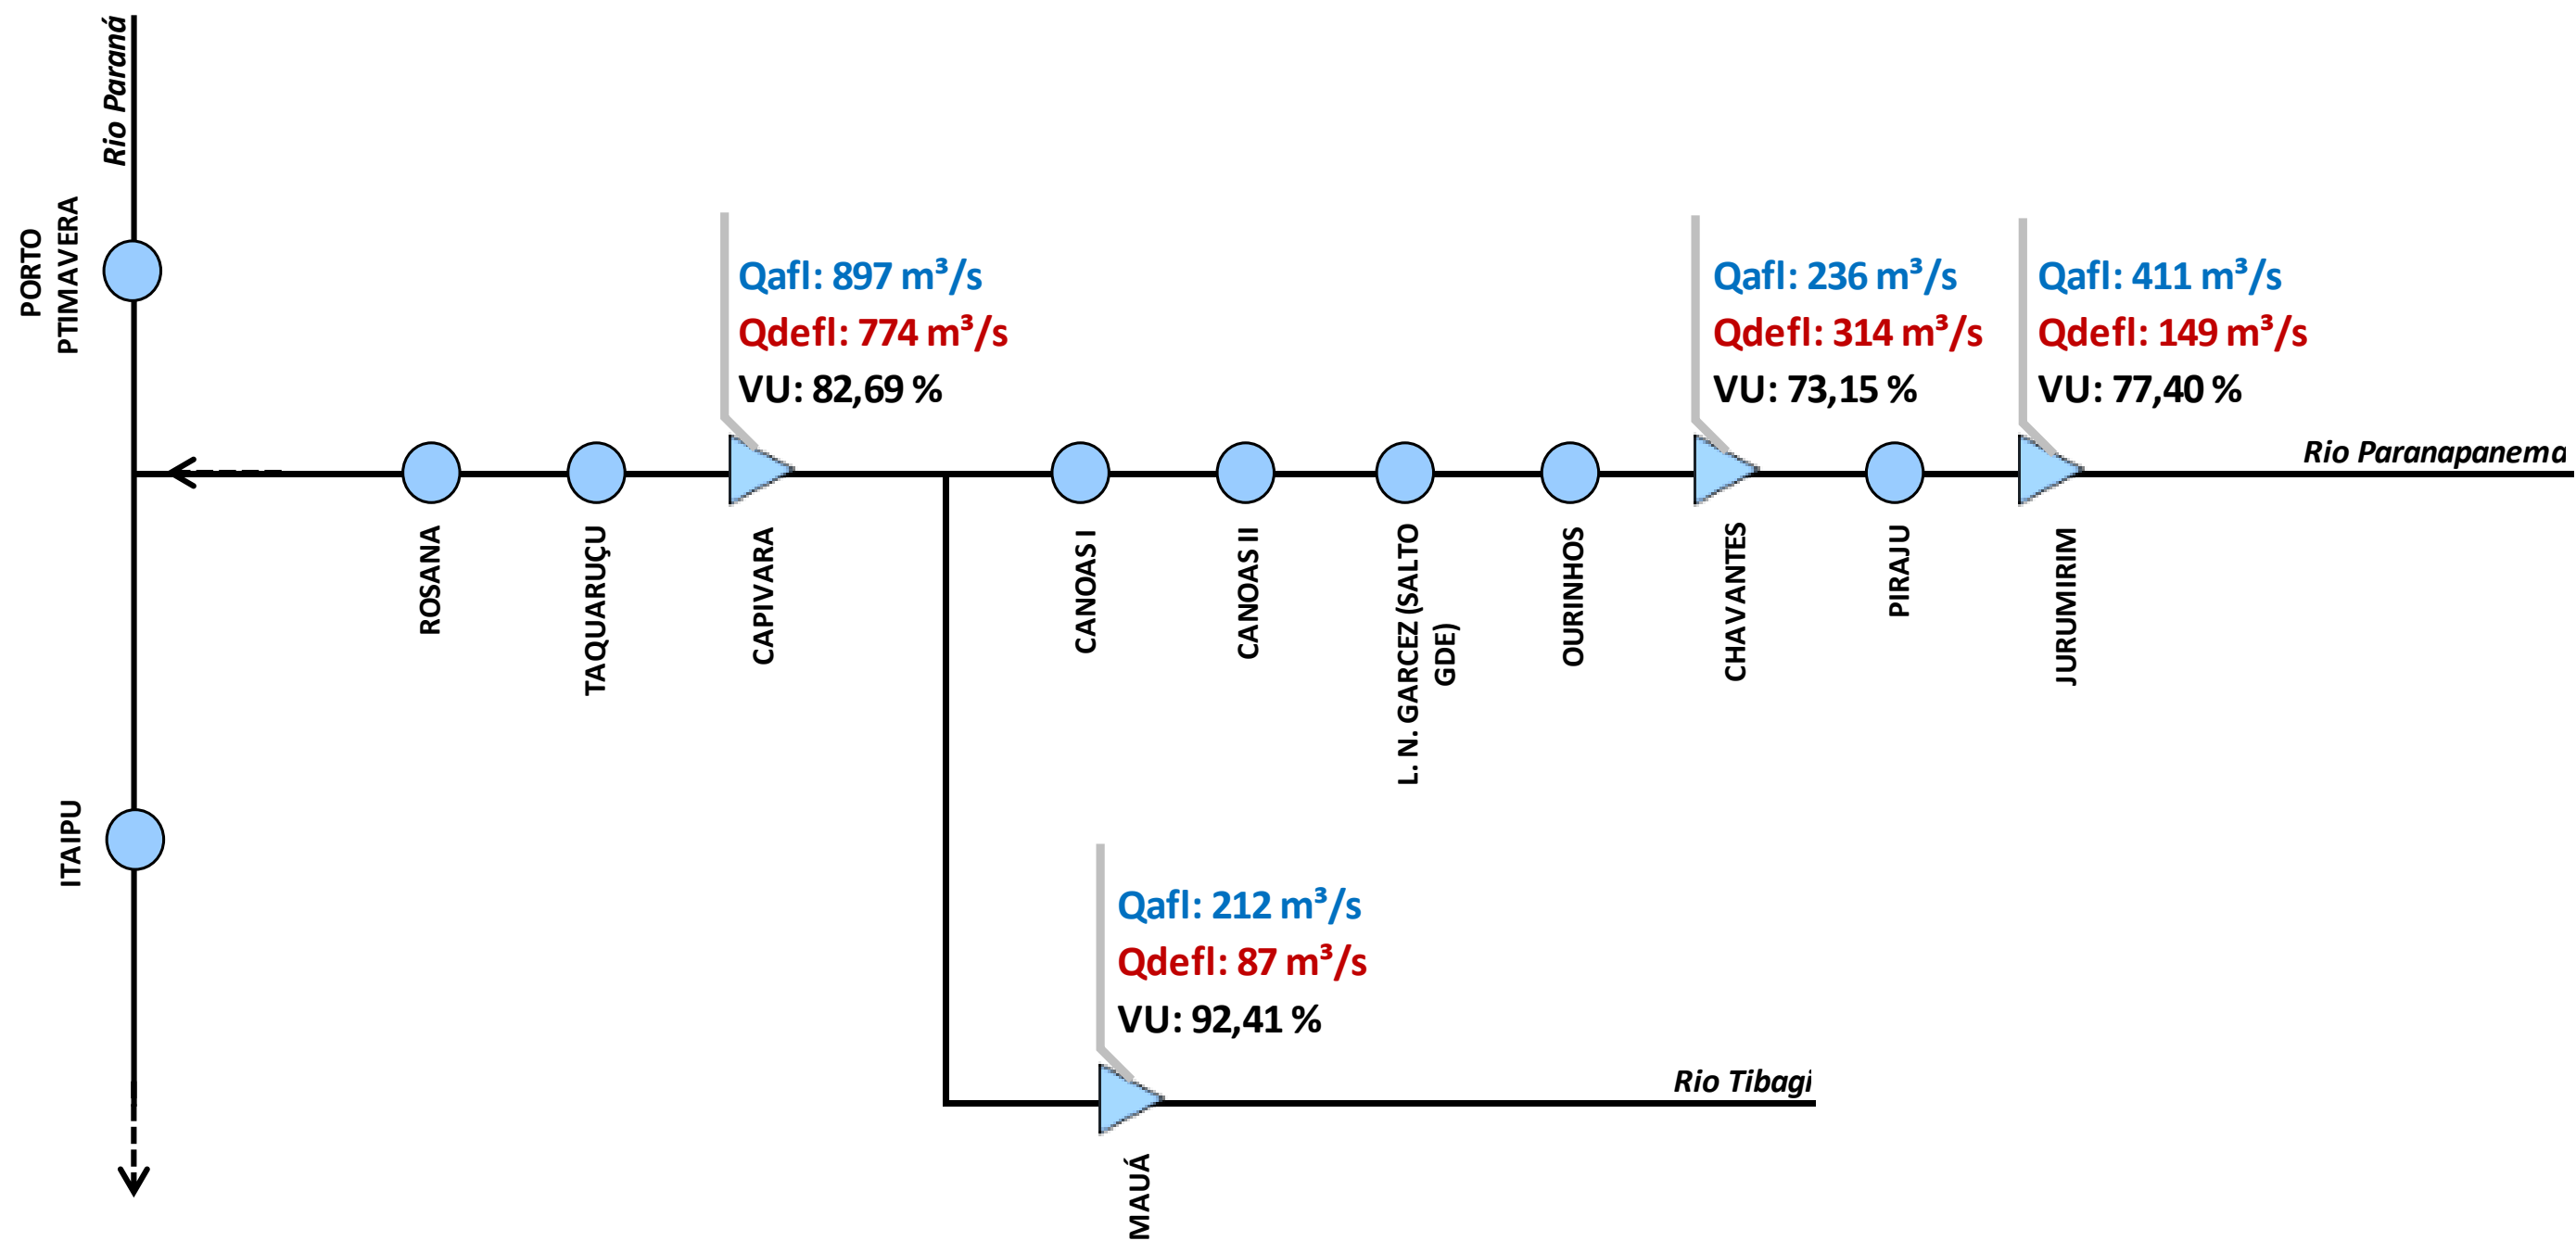 Rio Paraná
PORTO
PTIMAVERA
Qafl: 897 m³/s
Qdefl: 774 m³/s
VU: 82,69 %
Qafl: 236 m³/s
Qdefl: 314 m³/s
VU: 73,15 %
Qafl: 411 m³/s
Qdefl: 149 m³/s
VU: 77,40 %
Rio Paranapanema
ROSANA
TAQUARUÇU
CAPIVARA
CANOAS I
CANOAS II
L. N. GARCEZ (SALTO
GDE)
OURINHOS
CHAVANTES
PIRAJU
JURUMIRIM
ITAIPU
Qafl: 212 m³/s
Qdefl: 87 m³/s
VU: 92,41 %
Rio Tibagi
MAUÁ